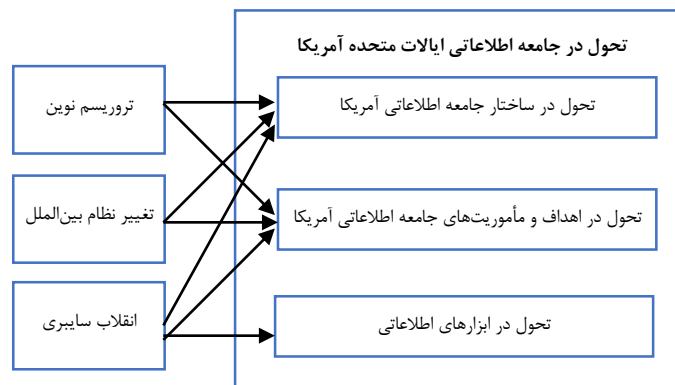 تحول در جامعه اطلاعاتی ایالات متحده آمریکا
تروریسم نوین
تحول در ساختار جامعه اطلاعاتی آمریکا
تغییر نظام بین‌الملل
تحول در اهداف و مأموریت‌های جامعه اطلاعاتی آمریکا
انقلاب سایبری
تحول در ابزارهای اطلاعاتی